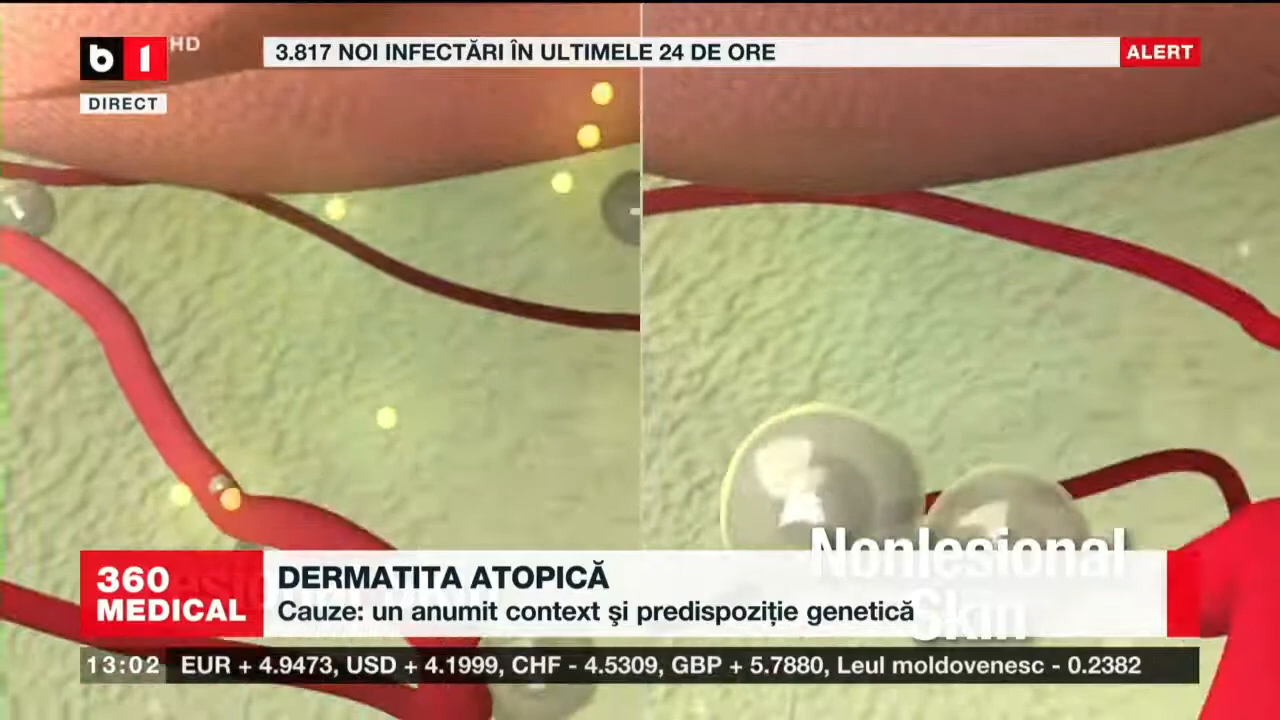 b1 HD
3.817 NOI INFECTĂRI ÎN ULTIMELE 24 DE ORE
ALERT
DIRECT
Nonlesional
Skin
360
MEDICAL
DERMATITA ATOPICĂ
Cauze: un anumit context şi predispoziţie genetică
13:02 EUR + 4.9473, USD + 4.1999, CHF - 4.5309, GBP + 5.7880, Leul moldovenesc - 0.2382